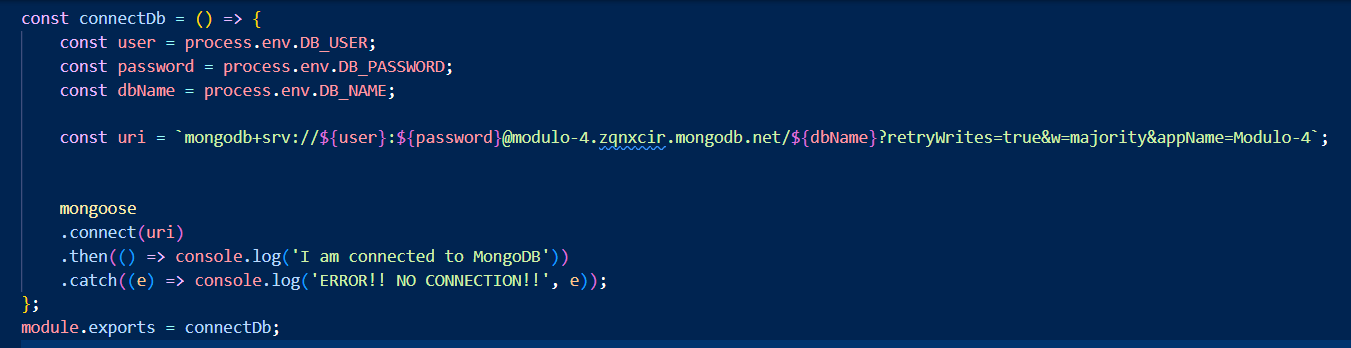 const connectDb = () => {
    const user = process.env.DB_USER;
    const password = process.env.DB_PASSWORD;
    const dbName = process.env.DB_NAME;
    const uri = `mongodb+srv://${user}:${password}@modulo-4.zqnxcir.mongodb.net/${dbName}?retryWrites=true&w=majority&appName=Modulo-4`;
    mongoose
    .connect(uri)
    .then(() => console.log('I am connected to MongoDB'))
    .catch((e) => console.log('ERROR!! NO CONNECTION!!', e));
};
module.exports = connectDb;